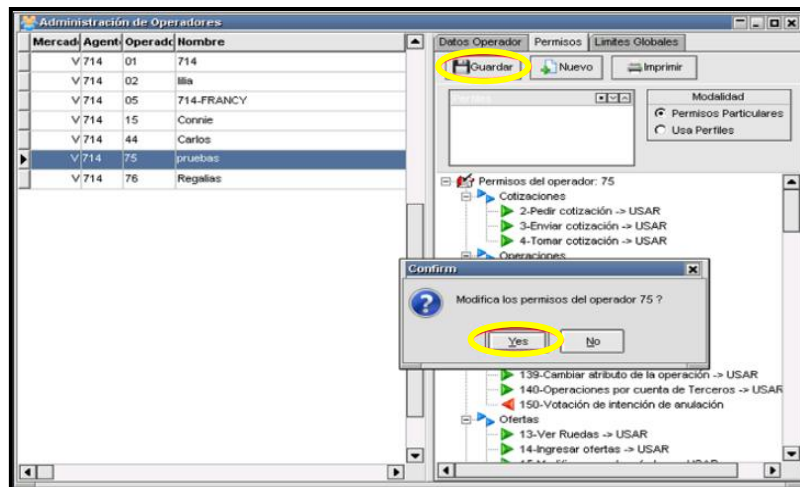 Administración de Operadores
Mercad Agent Operado Nombre
V 714 01 714
V 714 02 lilia
V 714 05 714-FRANCY
V 714 15 Connie
V 714 44 Carlos
V 714 75 pruebas
V 714 76 Regalias
Datos Operador Permisos Limites Globales
Guardar Nuevo Imprimir
Perfiles
Modalidad
Permisos Particulares
Usa Perfiles
Permisos del operador: 75
Cotizaciones
2-Pedir cotización -> USAR
3-Enviar cotización -> USAR
4-Tomar cotización -> USAR
Operaciones
Confirm
Modifica los permisos del operador 75 ?
Yes No
139-Cambiar atributo de la operación -> USAR
140-Operaciones por cuenta de Terceros -> USAR
150-Votación de intención de anulación
Ofertas
13-Ver Ruedas -> USAR
14-Ingresar ofertas -> USAR